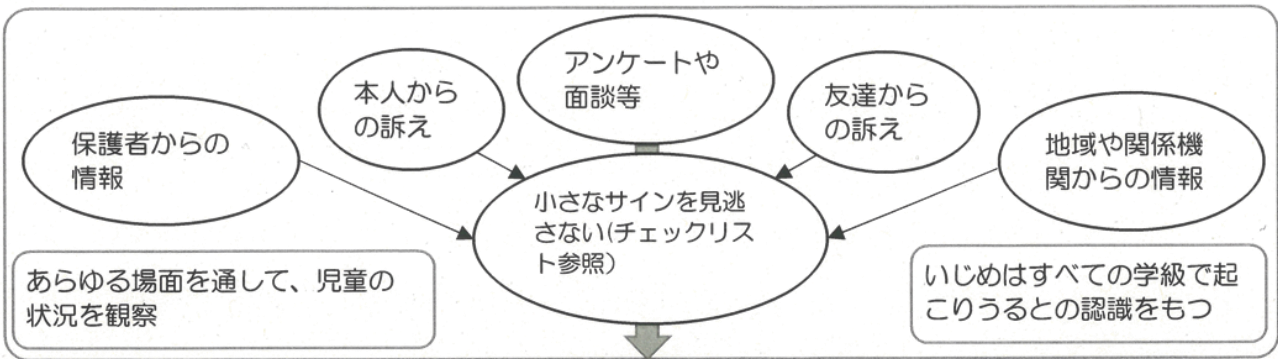 アンケートや
面談等
本人から
の訴え
友達から
の訴え
保護者からの
情報
地域や関係機
関からの情報
小さなサインを見逃
さない(チェックリス
ト参照）
あらゆる場面を通して、児童の
状況を観察
いじめはすべての学級で起
こりうるとの認識をもつ